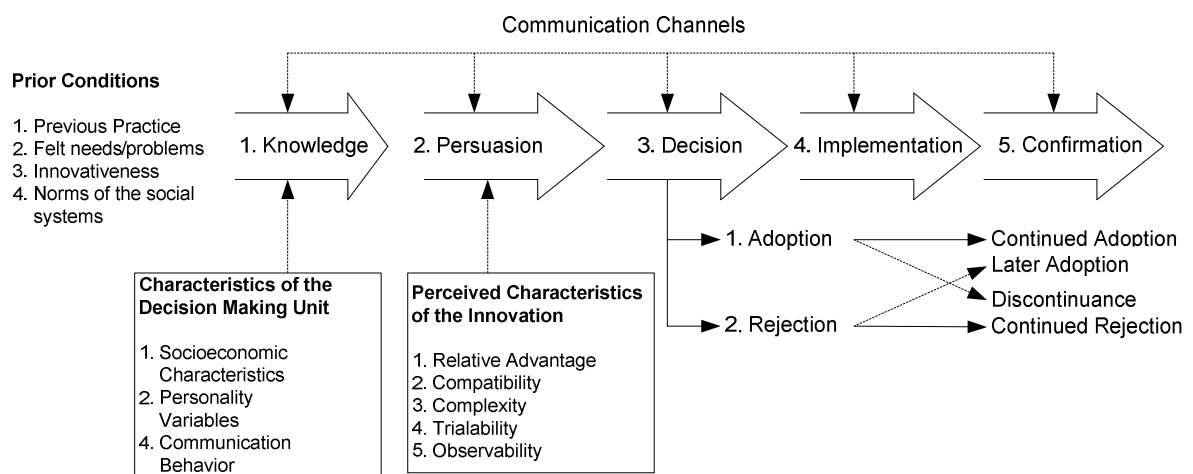 Communication Channels
Prior Conditions
1. Previous Practice
2. Felt needs/problems
3. Innovativeness
4. Norms of the social
systems
1. Knowledge
2. Persuasion
3. Decision
4. Implementation
5. Confirmation
1. Adoption
2. Rejection
Continued Adoption
Later Adoption
Discontinuance
Continued Rejection
Characteristics of the
Decision Making Unit
1. Socioeconomic
Characteristics
2. Personality
Variables
4. Communication
Behavior
Perceived Characteristics
of the Innovation
1. Relative Advantage
2. Compatibility
3. Complexity
4. Trialability
5. Observability